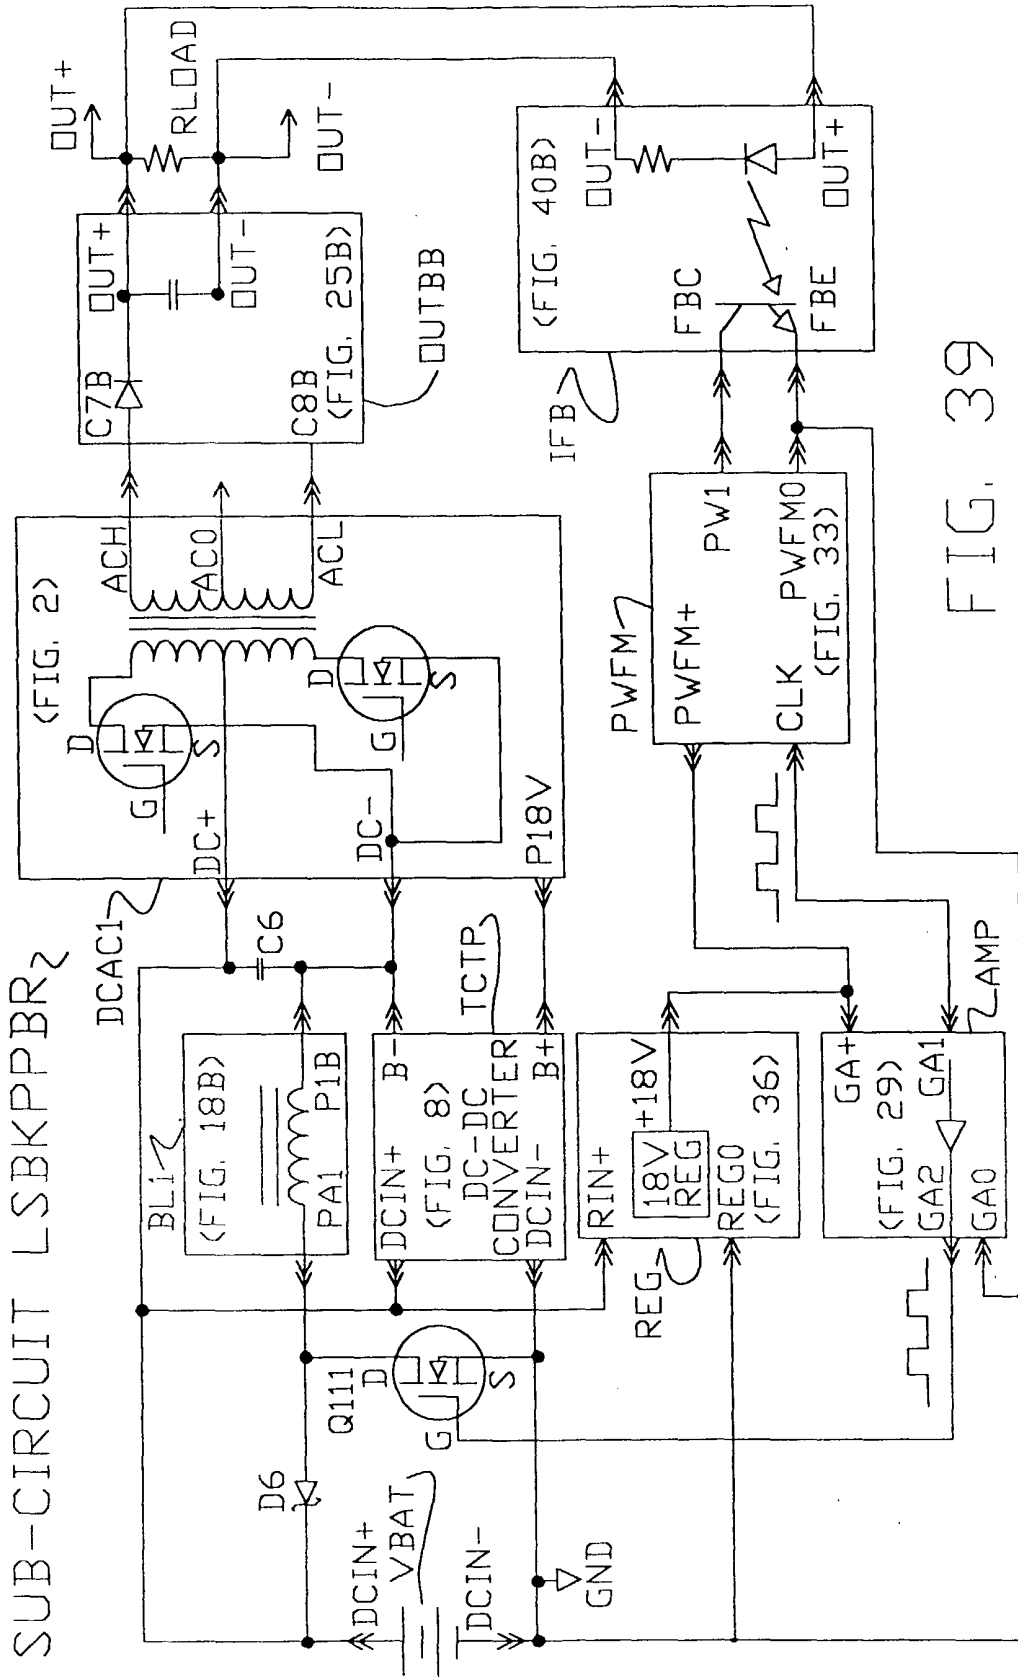 SUB-CIRCUIT LSBKPPBR
DCAC1
(FIG. 2)
D
G
S
DC+
DC-
D
G
S
P18V
ACH
AC0
ACL
C7B
OUT+
OUT-
C8B
(FIG. 25B)
OUTBB
OUT+
RLOAD
OUT-
C6
BLi
(FIG. 18B)
PA1 P1B
TCTP
DCIN+ B-
(FIG. 8)
DC-DC
CONVERTER
DCIN- B+
D6
Q111
D
G
S
DCIN+
VBAT
DCIN-
GND
REG
RIN+
18V
REG
+18V
REG0
(FIG. 36)
AMP
GA+
(FIG. 29)
GA2 GA1
GA0
PWFM
PWFM+
PW1
CLK PWFM0
(FIG. 33)
IFB
(FIG. 40B)
OUT-
FBC
FBE
OUT+
FIG. 39